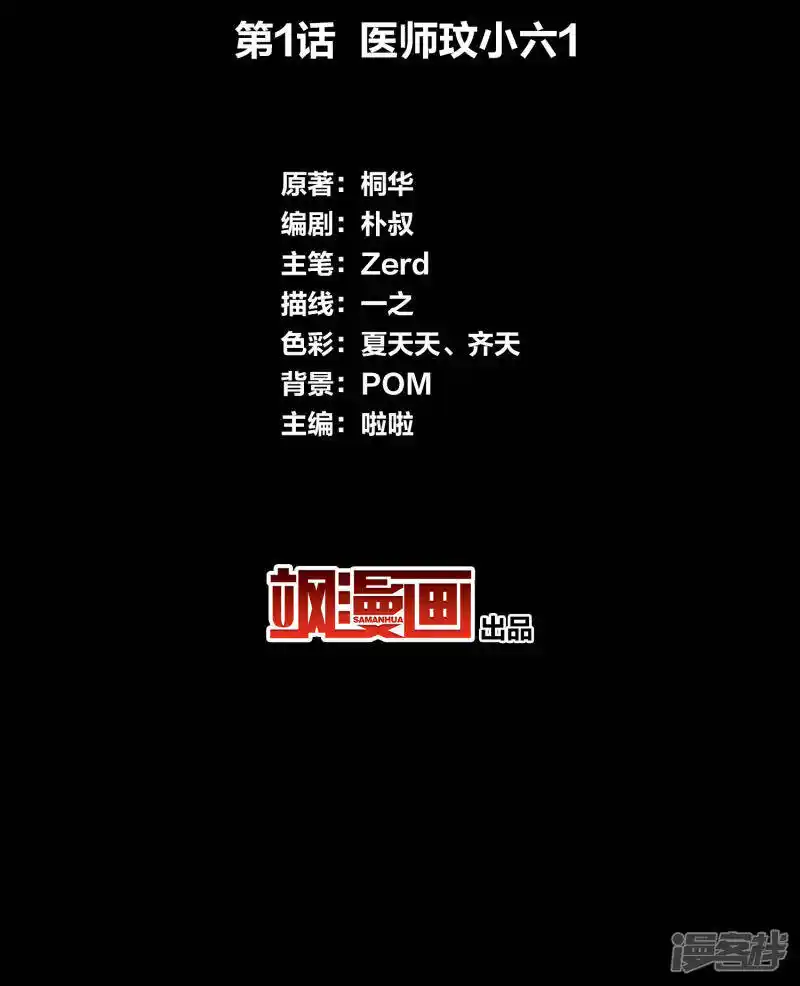 第1话 医师玟小六1
原著：桐华
编剧：朴叔
主笔：Zerd
描线：一之
色彩：夏天天、齐天
背景：POM
主编：啦啦
飒漫画 出品
SAMANHUA
漫客栈